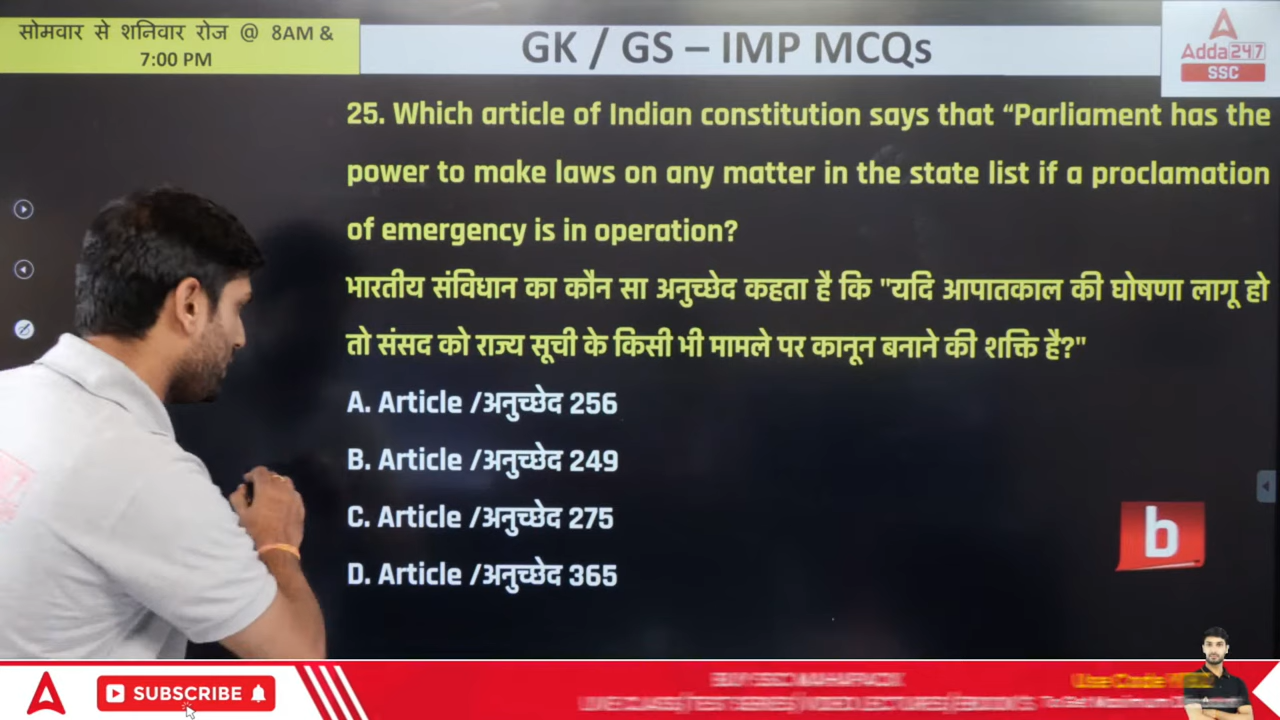 सोमवार से शनिवार रोज @ 8AM &
7:00 PM
GK / GS – IMP MCQs
Adda 247
SSC
25. Which article of Indian constitution says that “Parliament has the
power to make laws on any matter in the state list if a proclamation
of emergency is in operation?
भारतीय संविधान का कौन सा अनुच्छेद कहता है कि "यदि आपातकाल की घोषणा लागू हो
तो संसद को राज्य सूची के किसी भी मामले पर कानून बनाने की शक्ति है?"
A. Article /अनुच्छेद 256
B. Article /अनुच्छेद 249
C. Article /अनुच्छेद 275
D. Article /अनुच्छेद 365
b
SUBSCRIBE